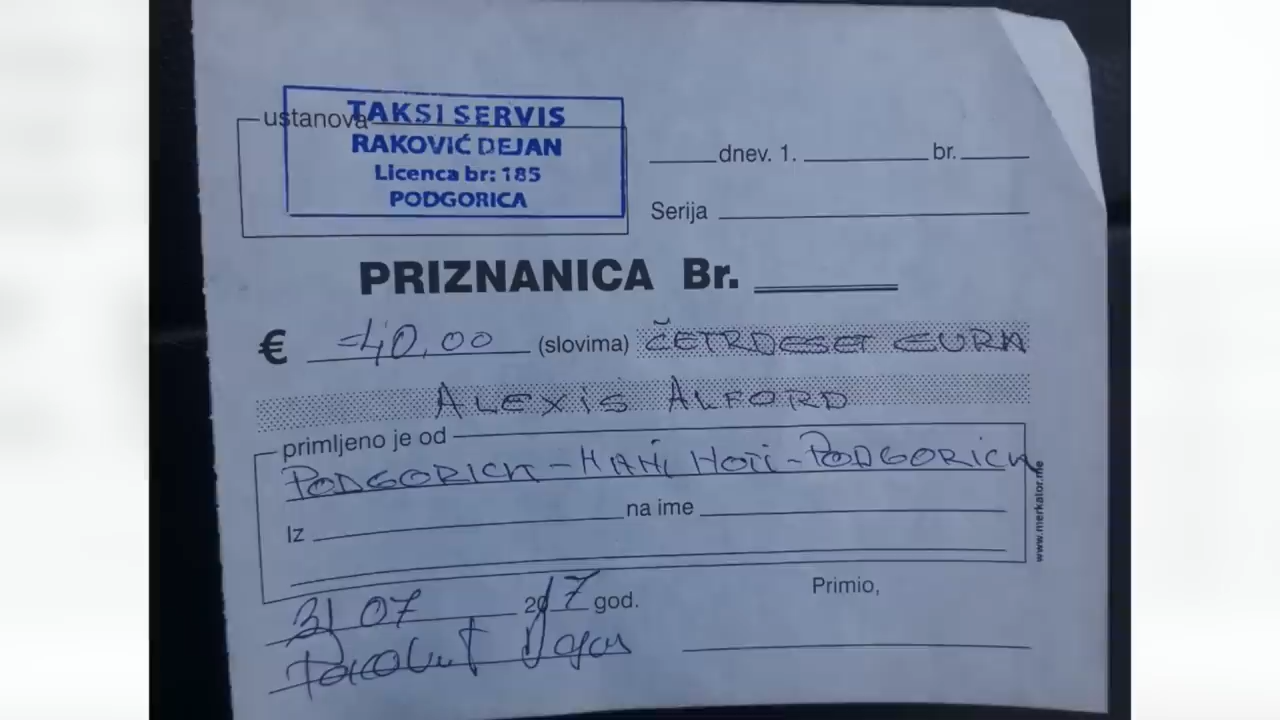 ustanova
TAKSI SERVIS
RAKOVIĆ DEJAN
Licenca br: 185
PODGORICA
dnev. 1. br.
Serija
PRIZNANICA Br.
€ =40,00 (slovima) ČETRDESET EURA
ALEXIS ALFORD
primljeno je od
PODGORICA-HANI HOTI-PODGORICA
Iz na ime
www.merkator.me
31 07 2017 god.
Primio,